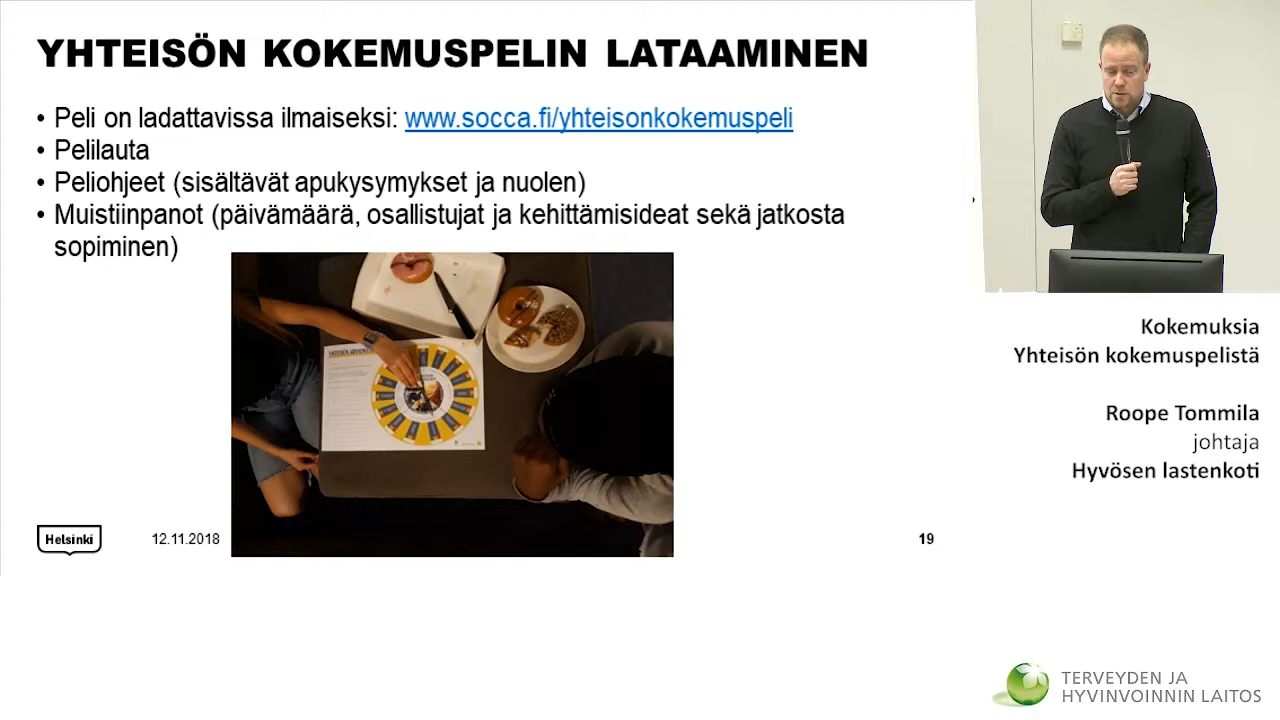 YHTEISÖN KOKEMUSPELIN LATAAMINEN
• Peli on ladattavissa ilmaiseksi: www.socca.fi/yhteisonkokemuspeli
• Pelilauta
• Peliohjeet (sisältävät apukysymykset ja nuolen)
• Muistiinpanot (päivämäärä, osallistujat ja kehittämisideat sekä jatkosta
sopiminen)
Helsinki
12.11.2018
19
Kokemuksia
Yhteisön kokemuspelistä
Roope Tommila
johtaja
Hyvösen lastenkoti
TERVEYDEN JA
HYVINVOINNIN LAITOS